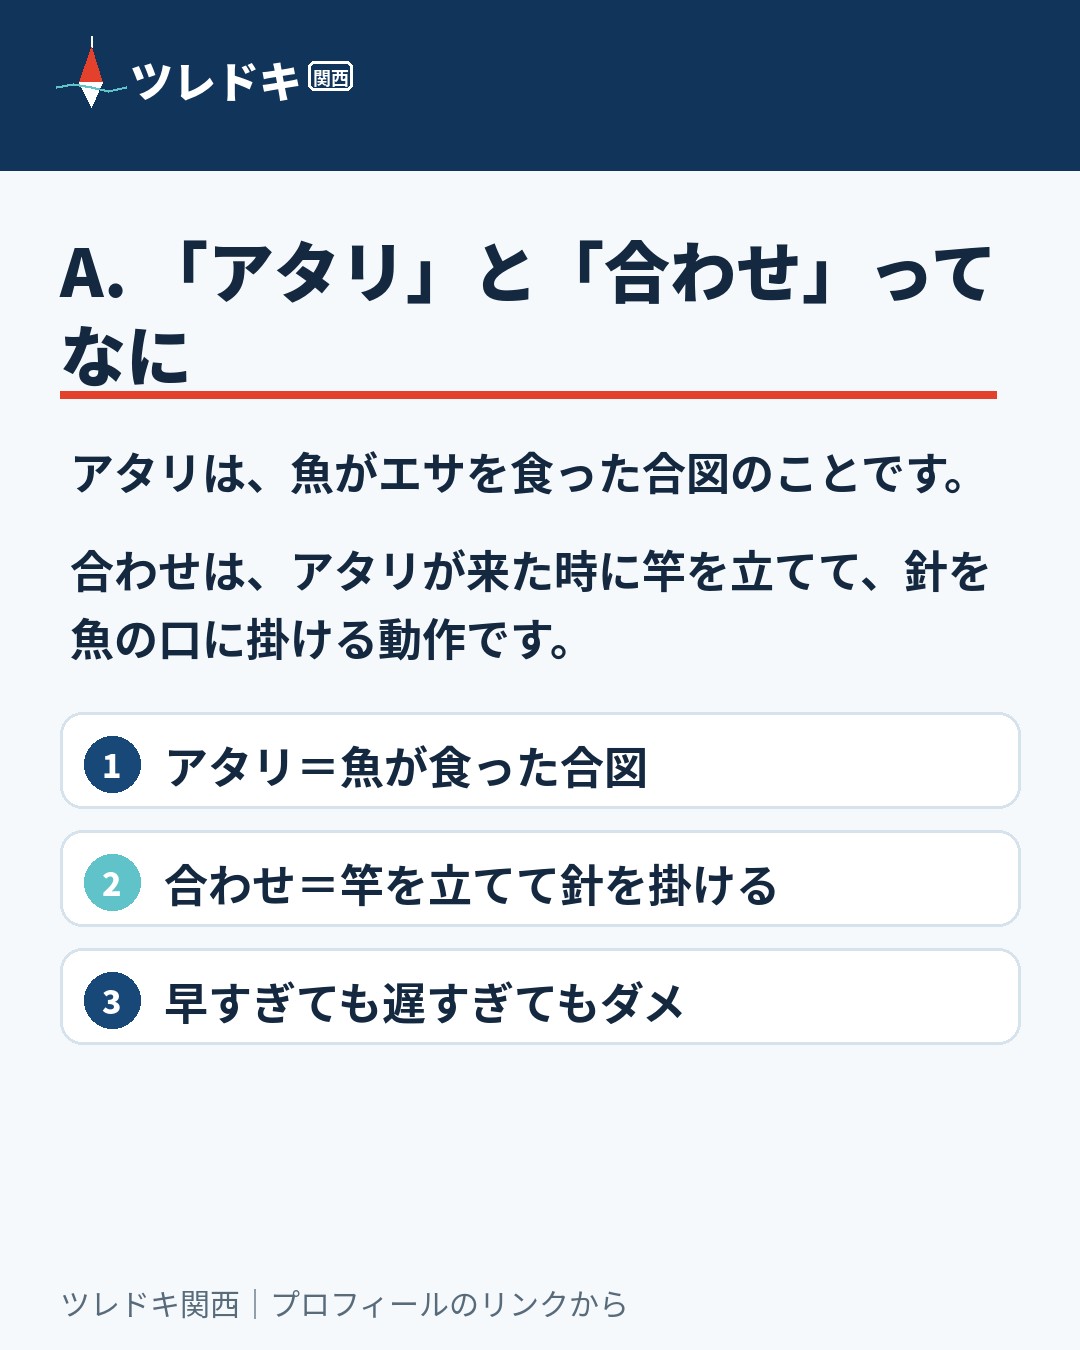 ツレドキ 関西
A. 「アタリ」と「合わせ」って
なに
アタリは、魚がエサを食った合図のことです。
合わせは、アタリが来た時に竿を立てて、針を
魚の口に掛ける動作です。
1 アタリ＝魚が食った合図
2 合わせ＝竿を立てて針を掛ける
3 早すぎても遅すぎてもダメ
ツレドキ関西｜プロフィールのリンクから